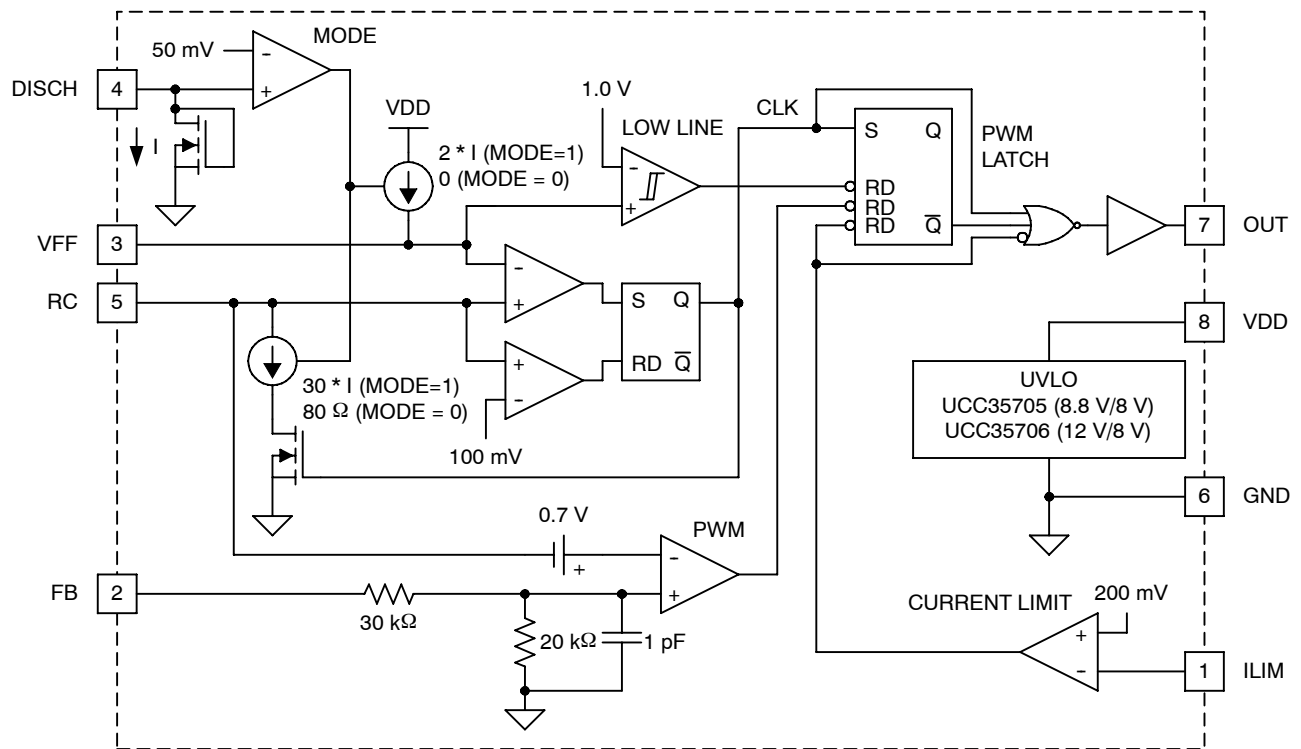 MODE
50 mV
-
+
DISCH
4
I
VDD
2 * I (MODE=1)
0 (MODE = 0)
1.0 V
LOW LINE
-
+
CLK
S Q
RD
RD
RD Q
PWM
LATCH
7
OUT
VFF
3
RC
5
-
+
+
-
S Q
RD Q
30 * I (MODE=1)
80 Ω (MODE = 0)
100 mV
8
VDD
UVLO
UCC35705 (8.8 V/8 V)
UCC35706 (12 V/8 V)
6
GND
0.7 V
+
PWM
-
+
FB
2
30 kΩ
20 kΩ
1 pF
CURRENT LIMIT
200 mV
+
-
1
ILIM